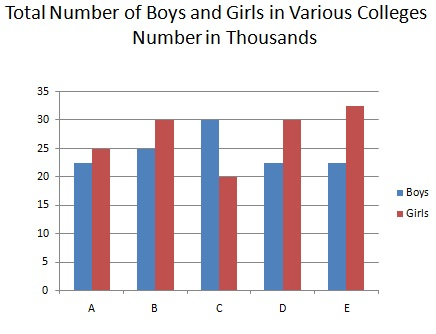 Total Number of Boys and Girls in Various Colleges
Number in Thousands
35
30
25
20
15
10
5
0
A B C D E
Boys
Girls